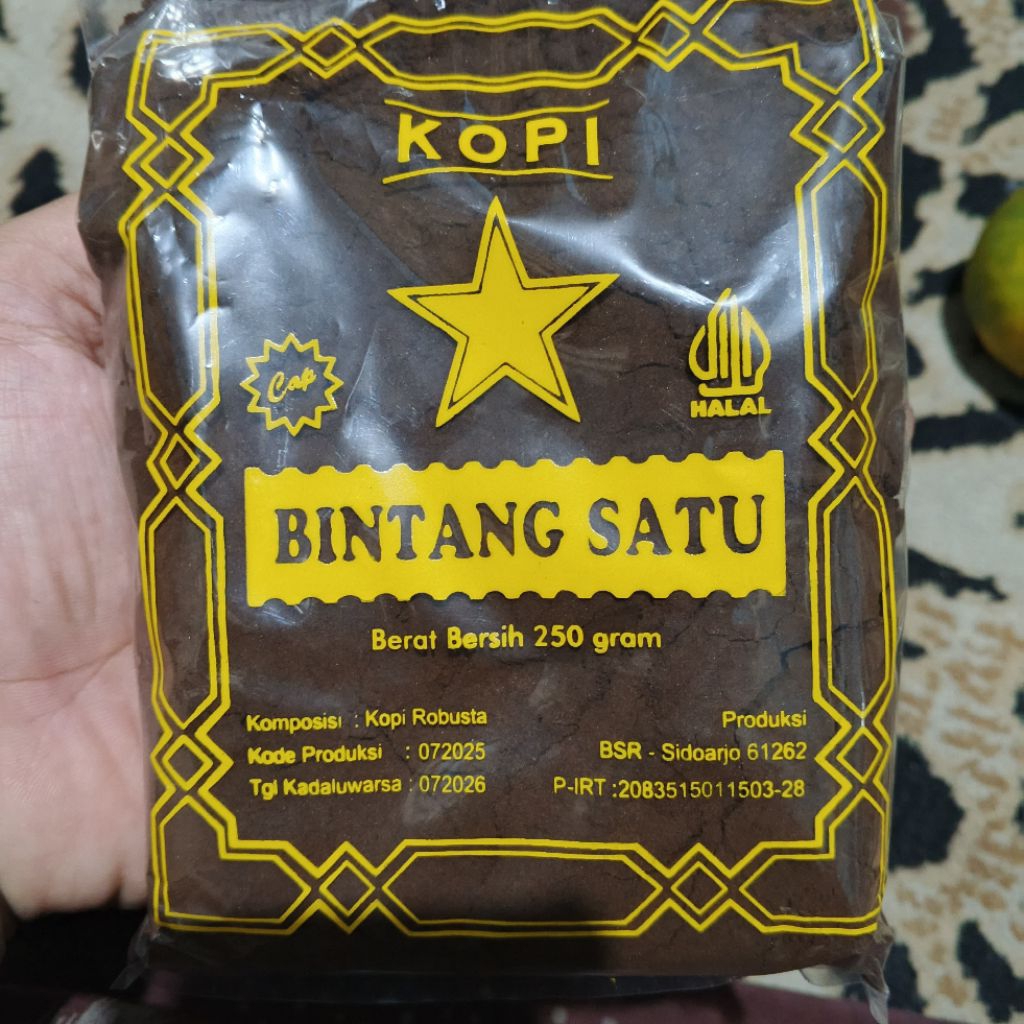 KOPI
Cap
HALAL
BINTANG SATU
Berat Bersih 250 gram
Komposisi : Kopi Robusta
Kode Produksi : 072025
Tgl Kadaluwarsa : 072026
Produksi
BSR - Sidoarjo 61262
P-IRT :2083515011503-28